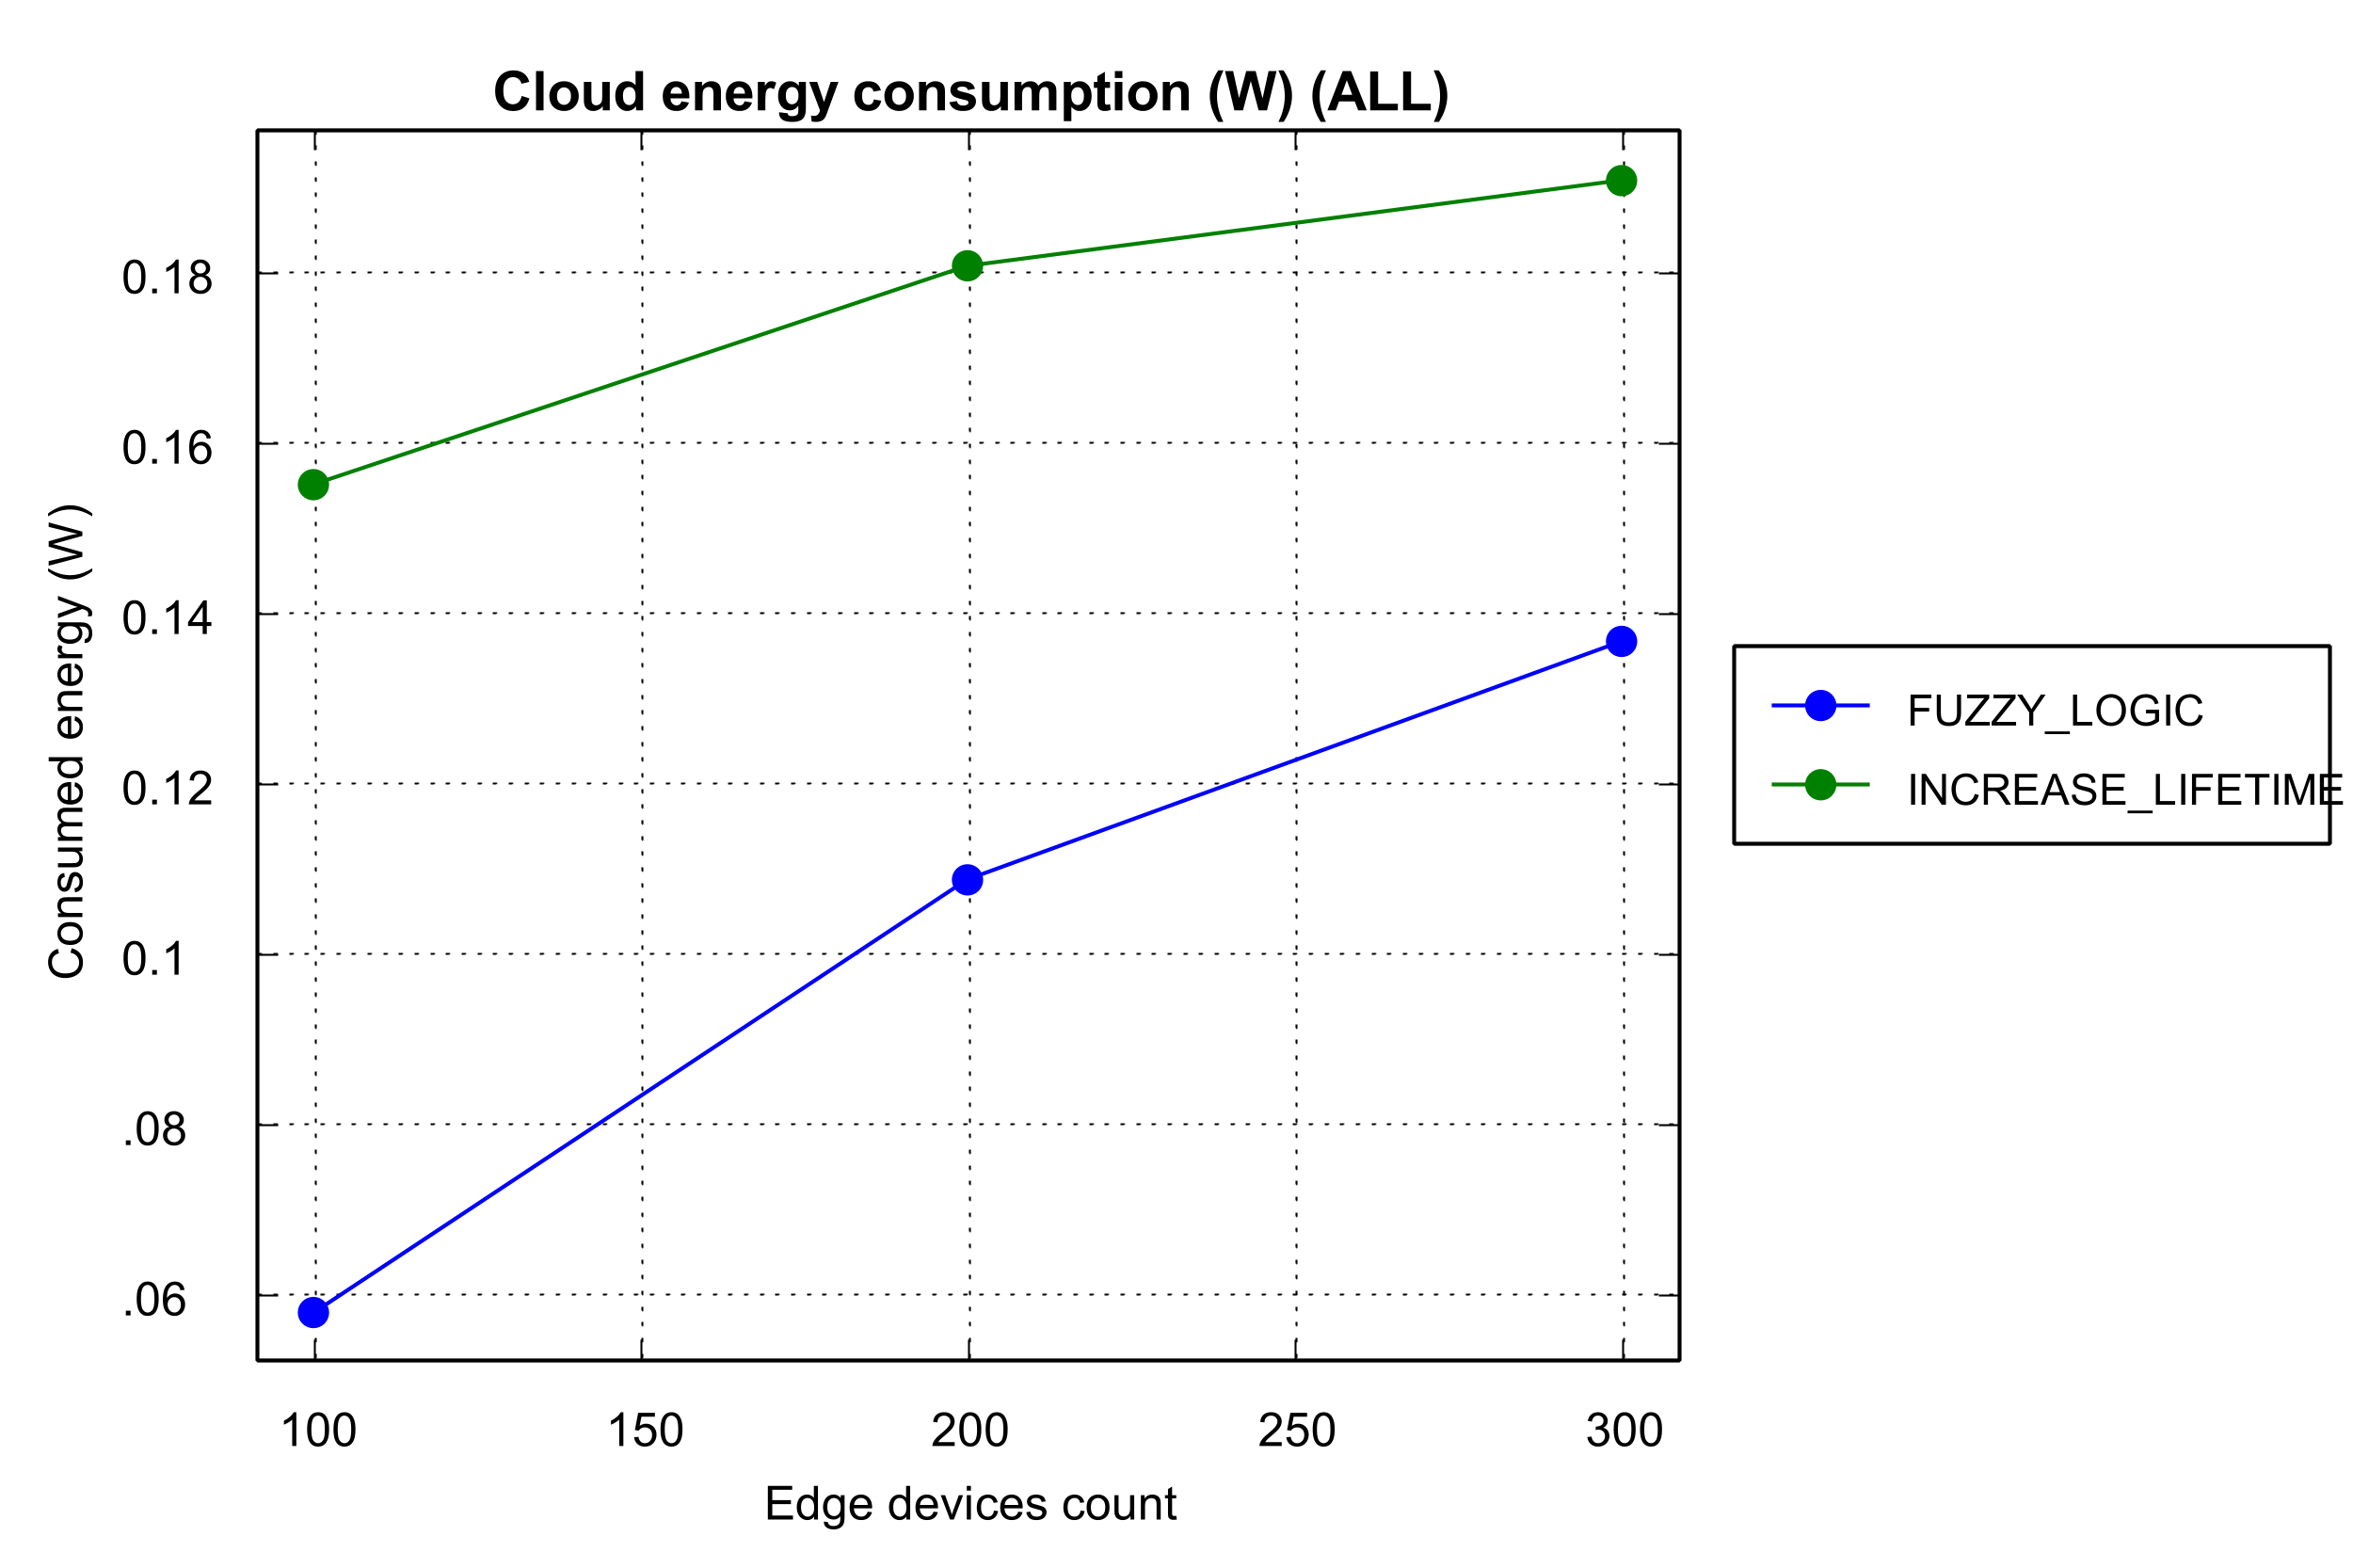 Cloud energy consumption (W) (ALL)
Consumed energy (W)
0.18
0.16
0.14
0.12
0.1
.08
.06
100 150 200 250 300
Edge devices count
FUZZY_LOGIC
INCREASE_LIFETIME